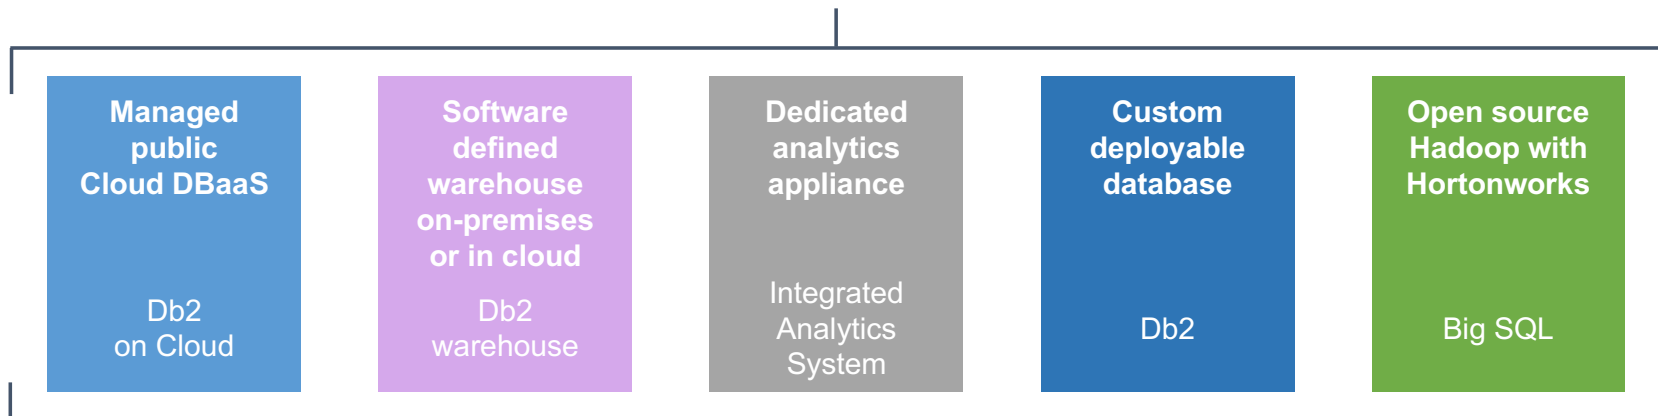 Managed
public
Cloud DBaaS
Db2
on Cloud
Software
defined
warehouse
on-premises
or in cloud
Db2
warehouse
Dedicated
analytics
appliance
Integrated
Analytics
System
Custom
deployable
database
Db2
Open source
Hadoop with
Hortonworks
Big SQL